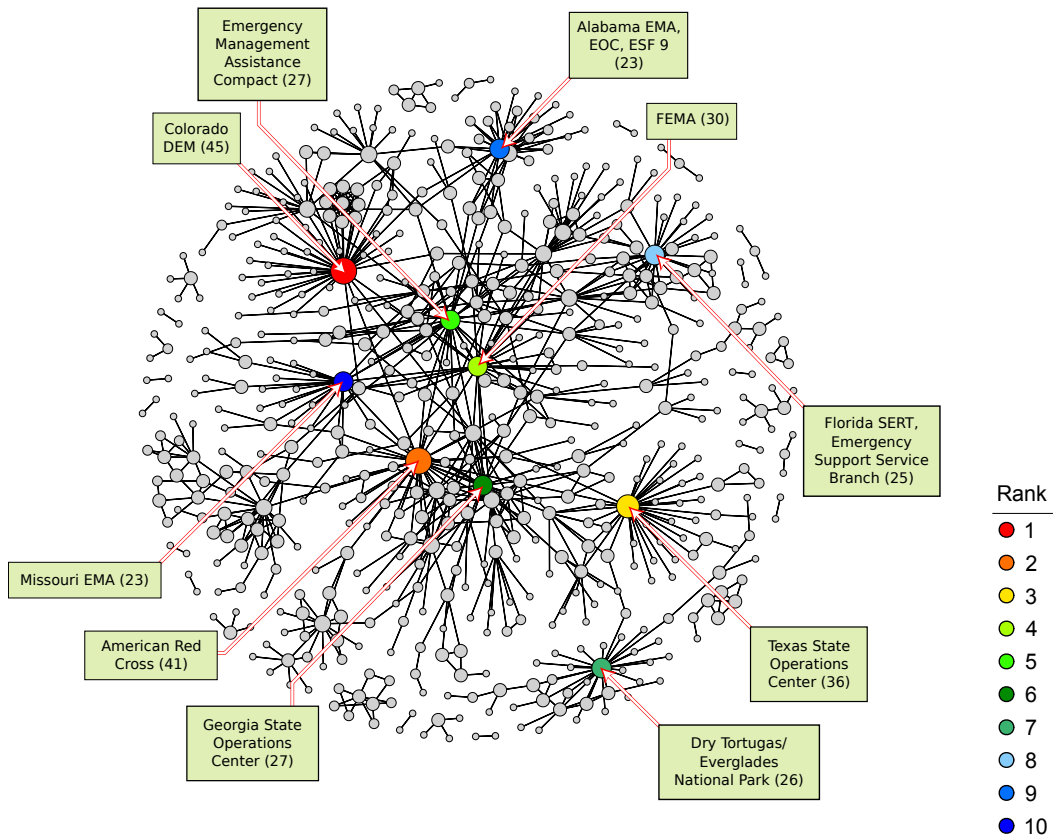 Emergency
Management
Assistance
Compact (27)
Alabama EMA,
EOC, ESF 9
(23)
Colorado
DEM (45)
FEMA (30)
Florida SERT,
Emergency
Support Service
Branch (25)
Missouri EMA (23)
American Red
Cross (41)
Georgia State
Operations
Center (27)
Texas State
Operations
Center (36)
Dry Tortugas/
Everglades
National Park (26)
Rank
1
2
3
4
5
6
7
8
9
10